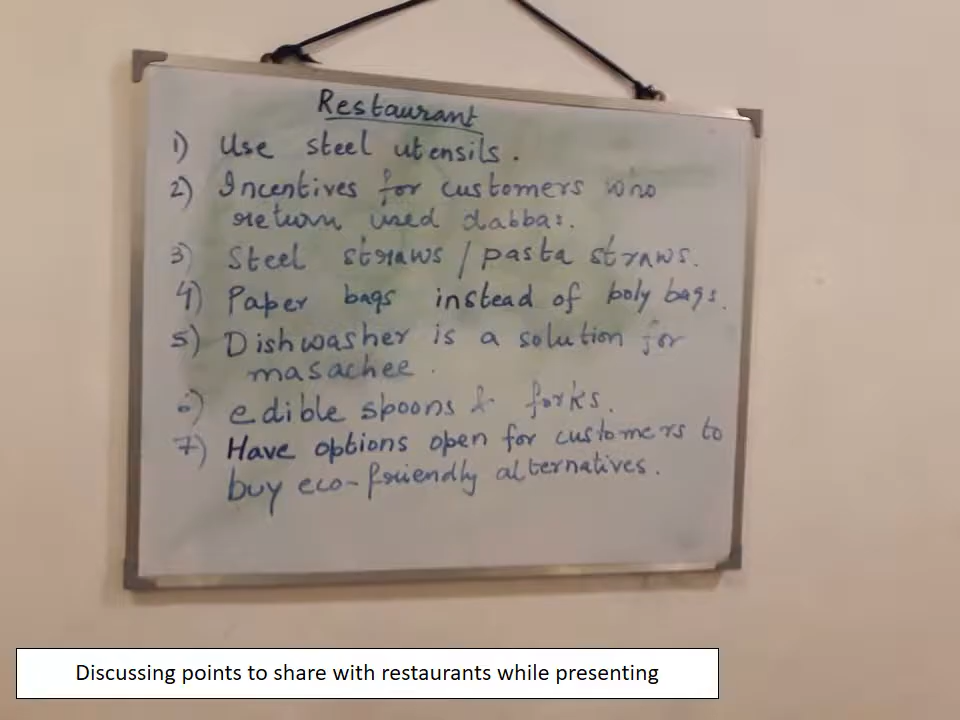 Restaurant
1) Use steel utensils.
2) Incentives for customers who
return used dabbas.
3) Steel straws / pasta straws.
4) Paper bags instead of poly bags.
5) Dishwasher is a solution for
masachee.
6) edible spoons & forks.
7) Have options open for customers to
buy eco-friendly alternatives.
Discussing points to share with restaurants while presenting